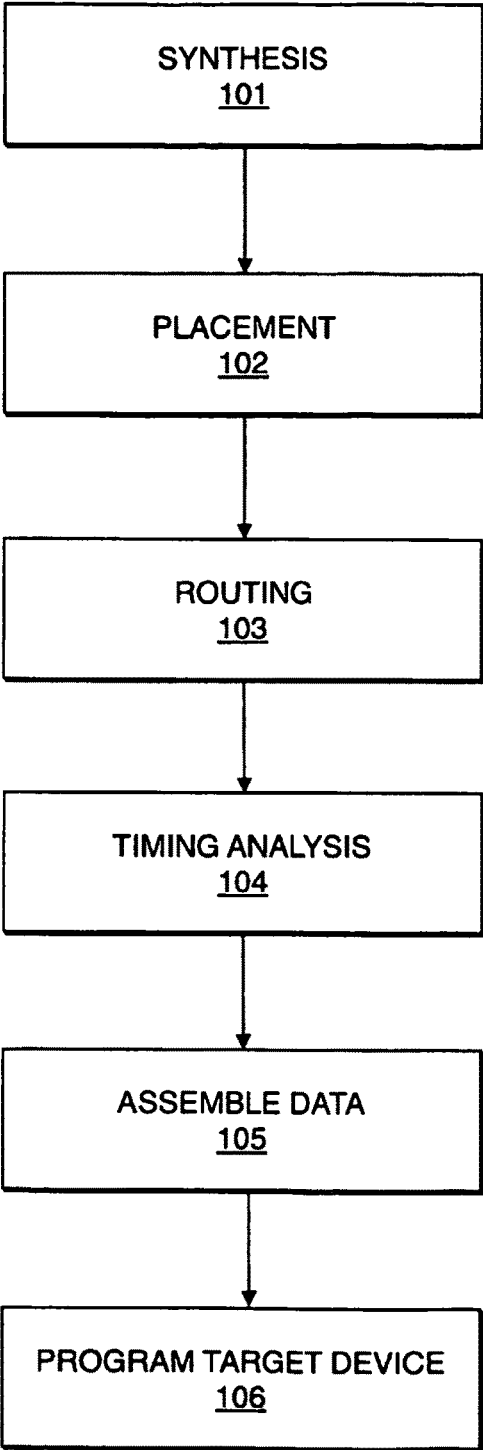 SYNTHESIS
101
PLACEMENT
102
ROUTING
103
TIMING ANALYSIS
104
ASSEMBLE DATA
105
PROGRAM TARGET DEVICE
106